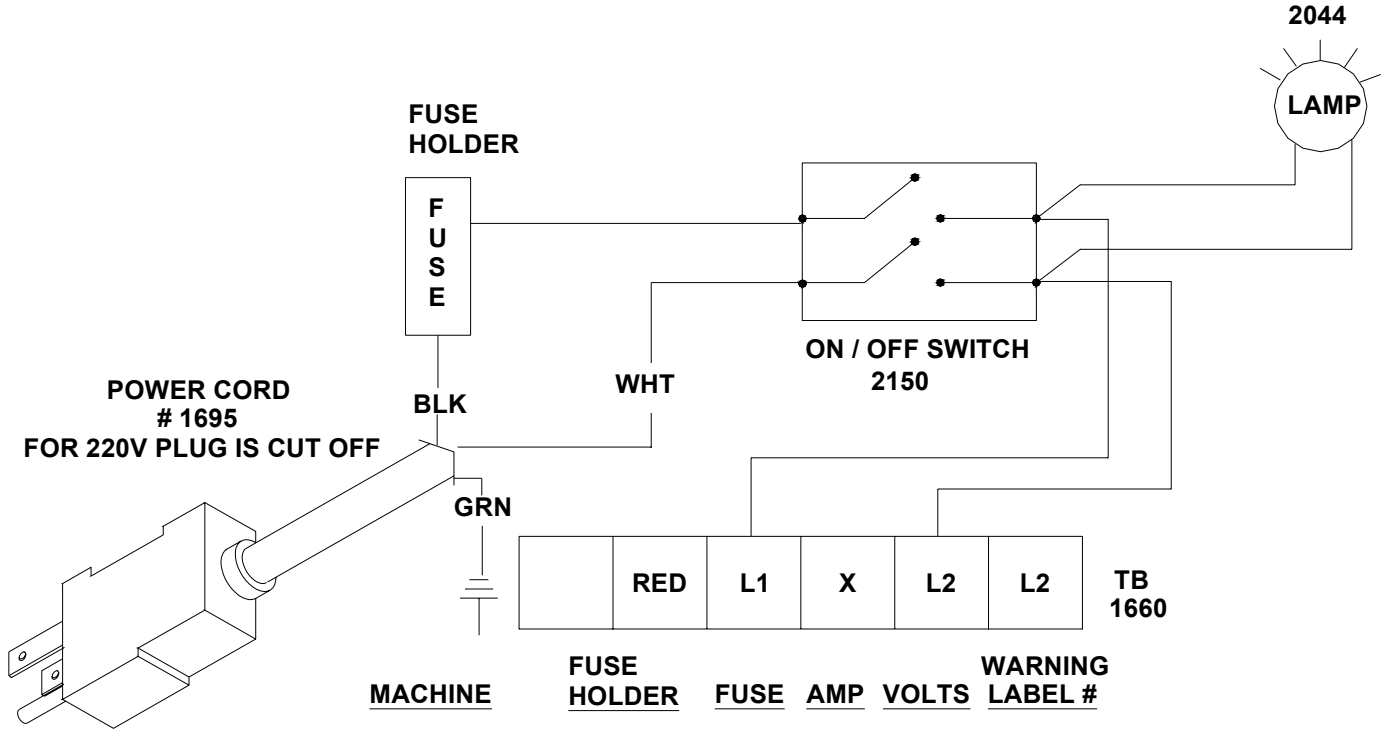 2044
LAMP
FUSE
HOLDER
F
U
S
E
ON / OFF SWITCH
2150
WHT
BLK
POWER CORD
# 1695
FOR 220V PLUG IS CUT OFF
GRN
RED L1 X L2 L2
TB
1660
MACHINE
FUSE
HOLDER
FUSE
AMP
VOLTS
WARNING
LABEL #